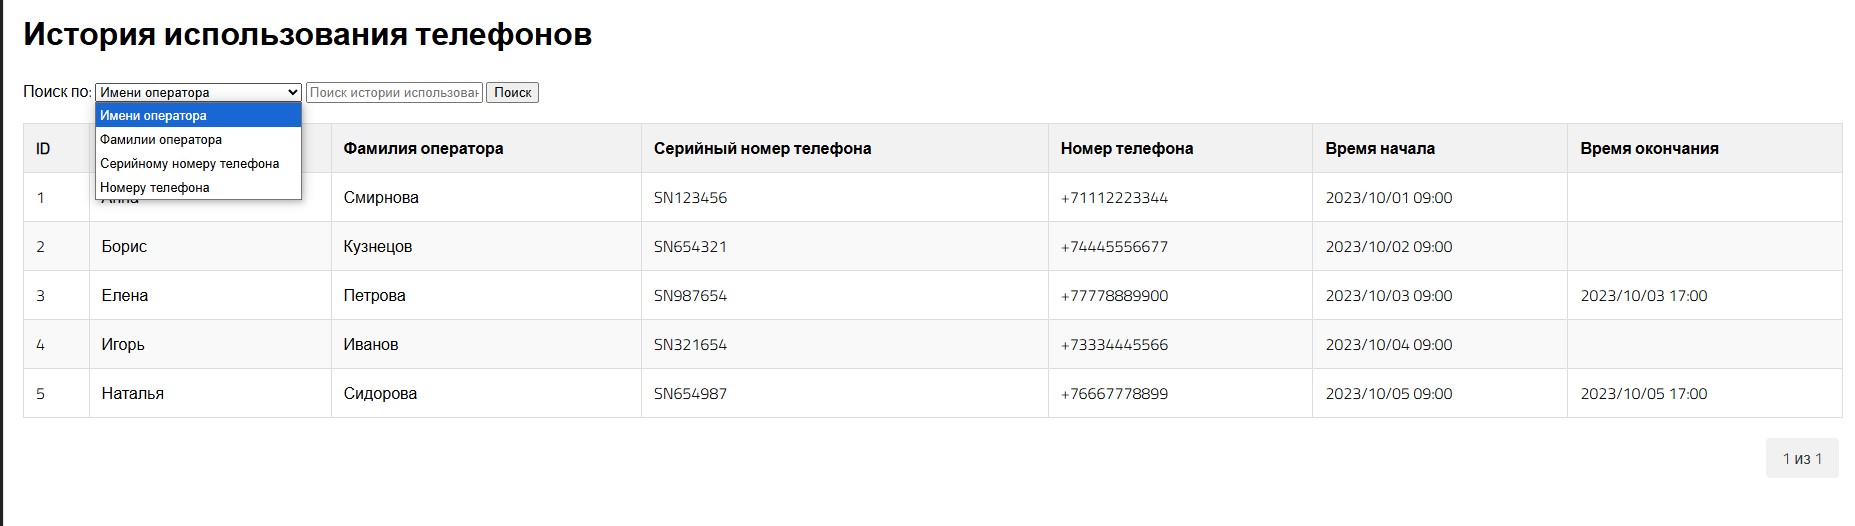 История использования телефонов
Поиск по: Имени оператора Поиск истории использован Поиск
Имени оператора
Фамилии оператора
Серийному номеру телефона
Номеру телефона
ID Фамилия оператора Серийный номер телефона Номер телефона Время начала Время окончания
1 Анна Смирнова SN123456 +71112223344 2023/10/01 09:00
2 Борис Кузнецов SN654321 +74445556677 2023/10/02 09:00
3 Елена Петрова SN987654 +77778889900 2023/10/03 09:00 2023/10/03 17:00
4 Игорь Иванов SN321654 +73334445566 2023/10/04 09:00
5 Наталья Сидорова SN654987 +76667778899 2023/10/05 09:00 2023/10/05 17:00
1 из 1